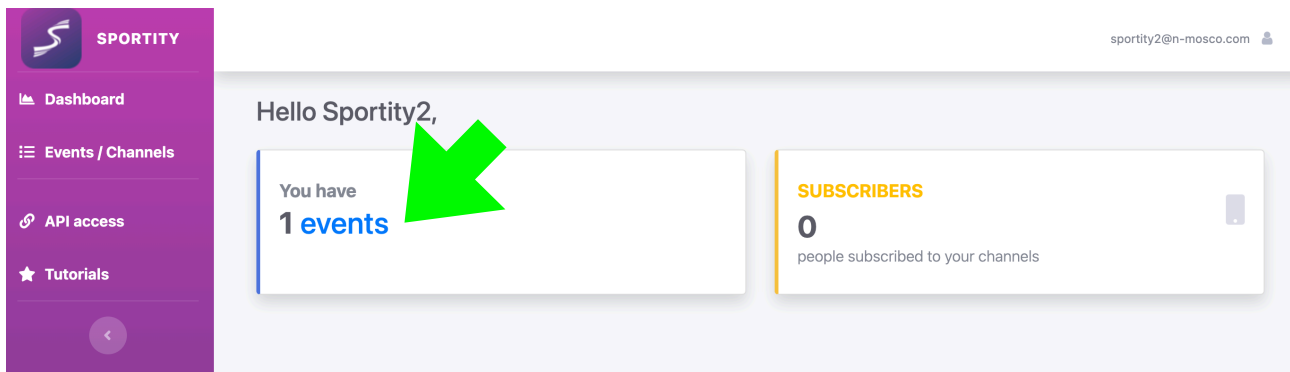 SPORTITY
sportity2@n-mosco.com
Dashboard
Events / Channels
API access
Tutorials
Hello Sportity2,
You have
1 events
SUBSCRIBERS
0
people subscribed to your channels